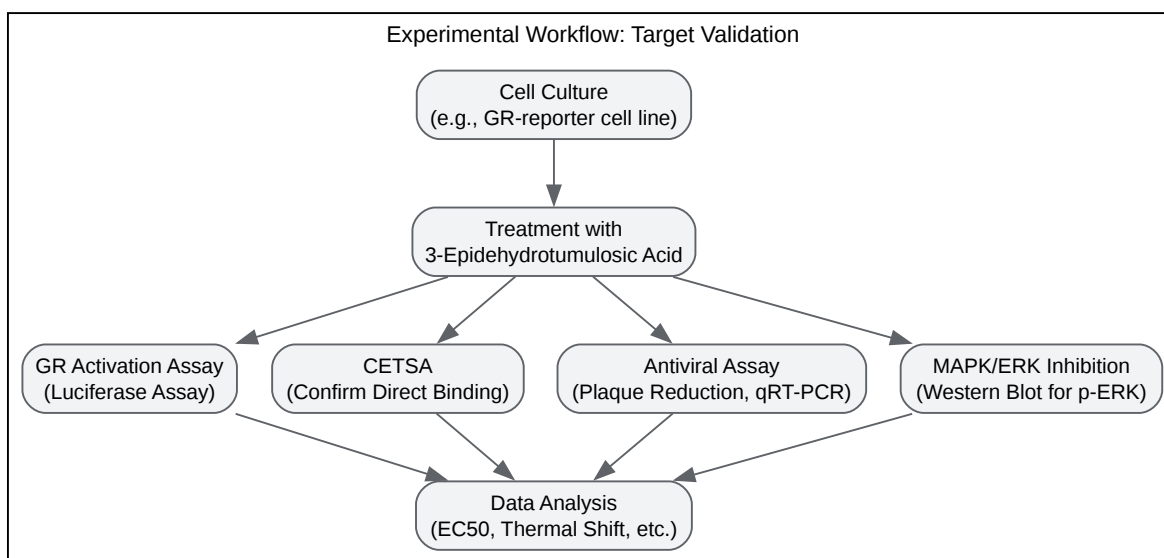 Experimental Workflow: Target Validation
Cell Culture
(e.g., GR-reporter cell line)
Treatment with
3-Epidehydrotumulosic Acid
GR Activation Assay
(Luciferase Assay)
CETSA
(Confirm Direct Binding)
Antiviral Assay
(Plaque Reduction, qRT-PCR)
MAPK/ERK Inhibition
(Western Blot for p-ERK)
Data Analysis
(EC50, Thermal Shift, etc.)